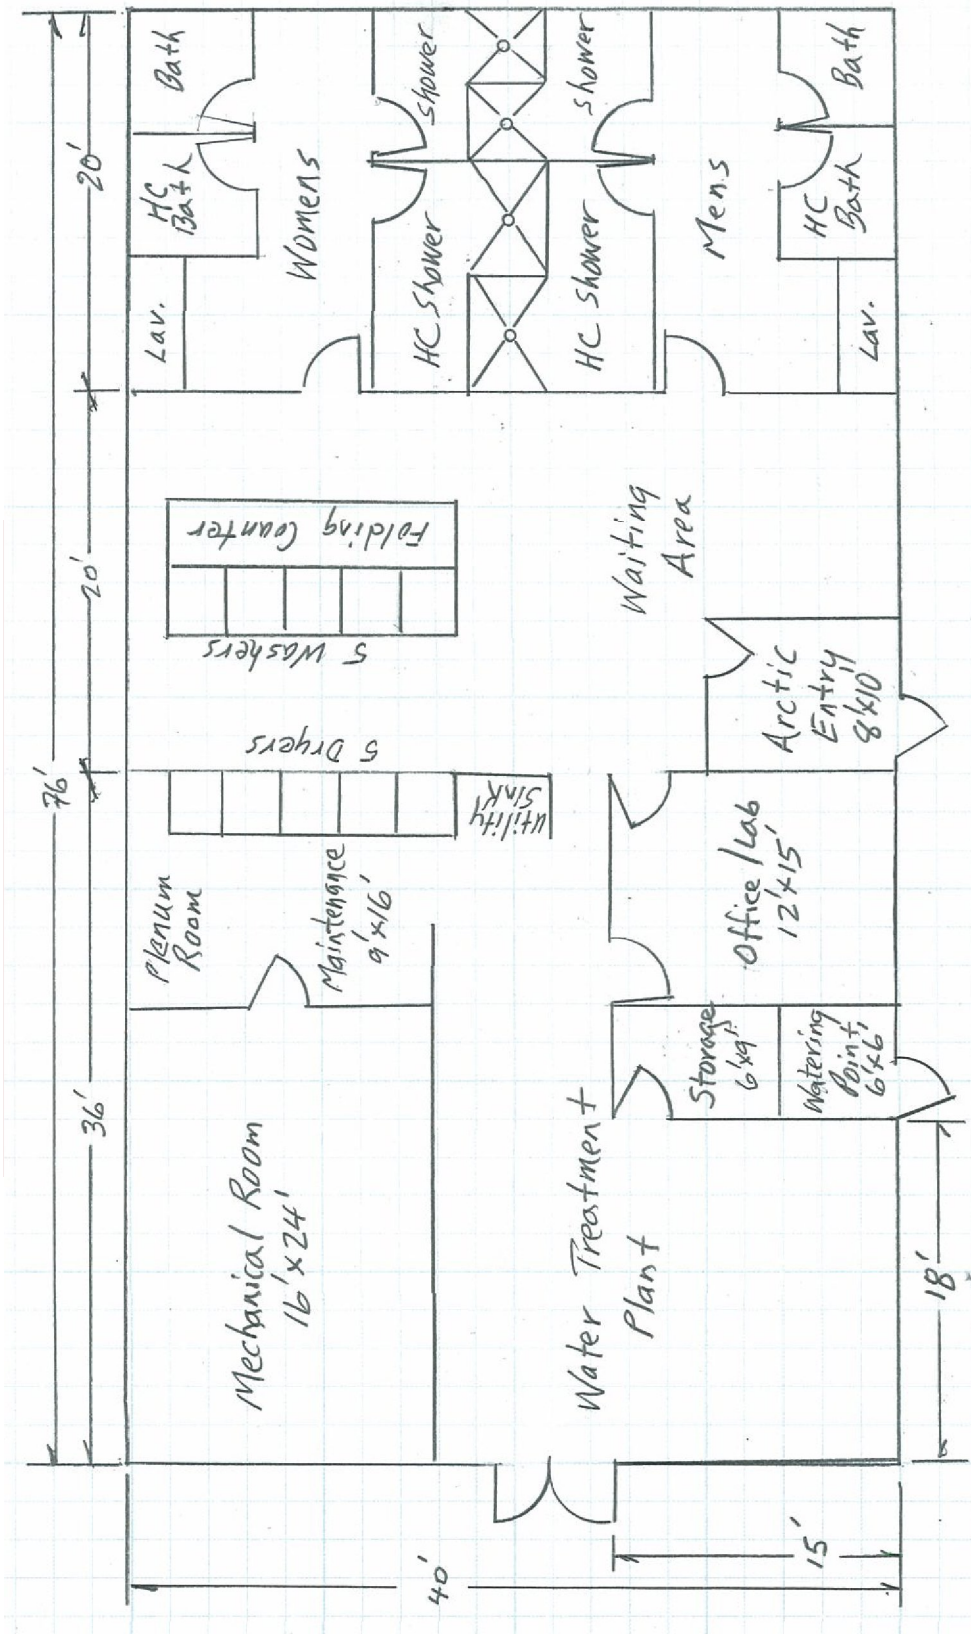 Bath
Shower
Shower
Bath
HC
Bath
Womens
HC Shower
HC Shower
Mens
HC
Bath
Lav.
Lav.
20'
Folding Counter
5 Washers
Waiting
Area
20'
Arctic
Entry
8'x10'
5 Dryers
Utility
Sink
76'
Plenum
Room
Maintenance
9'x16'
Office/Lab
12'x15'
Storage
6'x9'
Watering
Point
6'x6'
36'
Mechanical Room
16'x24'
Water Treatment
Plant
18'
15'
40'